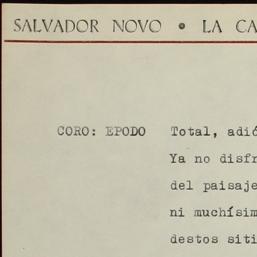 SALVADOR NOVO • LA CA
CORO: EPODO Total, adió
Ya no disfr
del paisaje
ni muchísim
destos siti